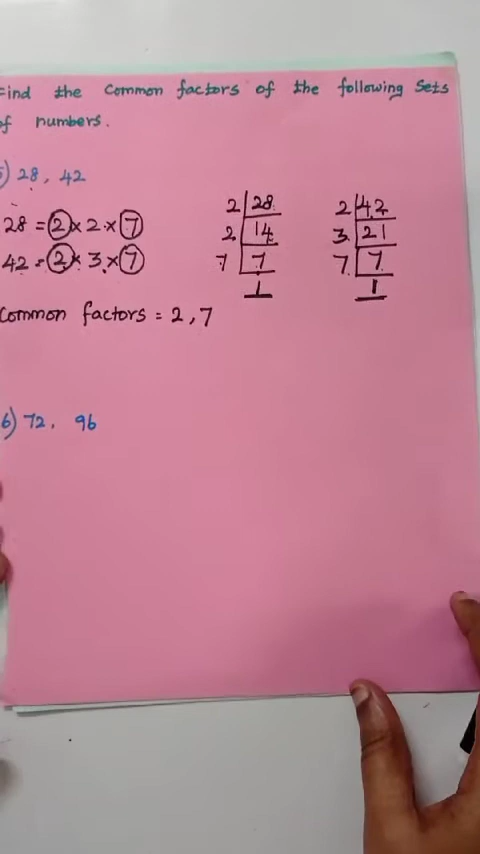 ind the Common factors of the following Sets
f numbers.
5) 28, 42
28 = 2 x 2 x 7
42 = 2 x 3 x 7
2 | 28
2 | 14
7 | 7
1
2 | 42
3 | 21
7 | 7
1
Common factors = 2, 7
6) 72, 96